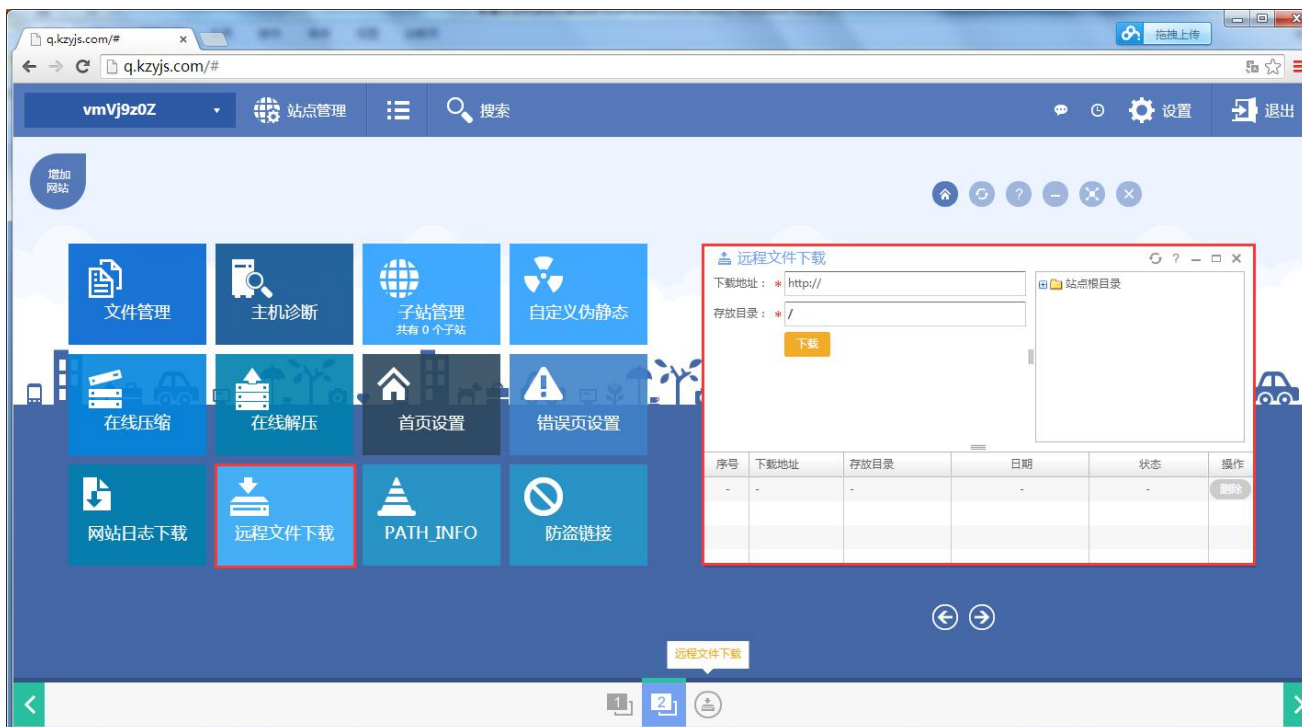 q.kzyjs.com/#
拖拽上传
q.kzyjs.com/#
vmVj9z0Z
站点管理
搜索
设置
退出
增加
网站
文件管理
主机诊断
子站管理
共有 0 个子站
自定义伪静态
在线压缩
在线解压
首页设置
错误页设置
网站日志下载
远程文件下载
PATH_INFO
防盗链接
远程文件下载
下载地址： * http://
存放目录： * /
下载
站点根目录
序号 下载地址 存放目录 日期 状态 操作
- - - - - 删除
远程文件下载
1 2